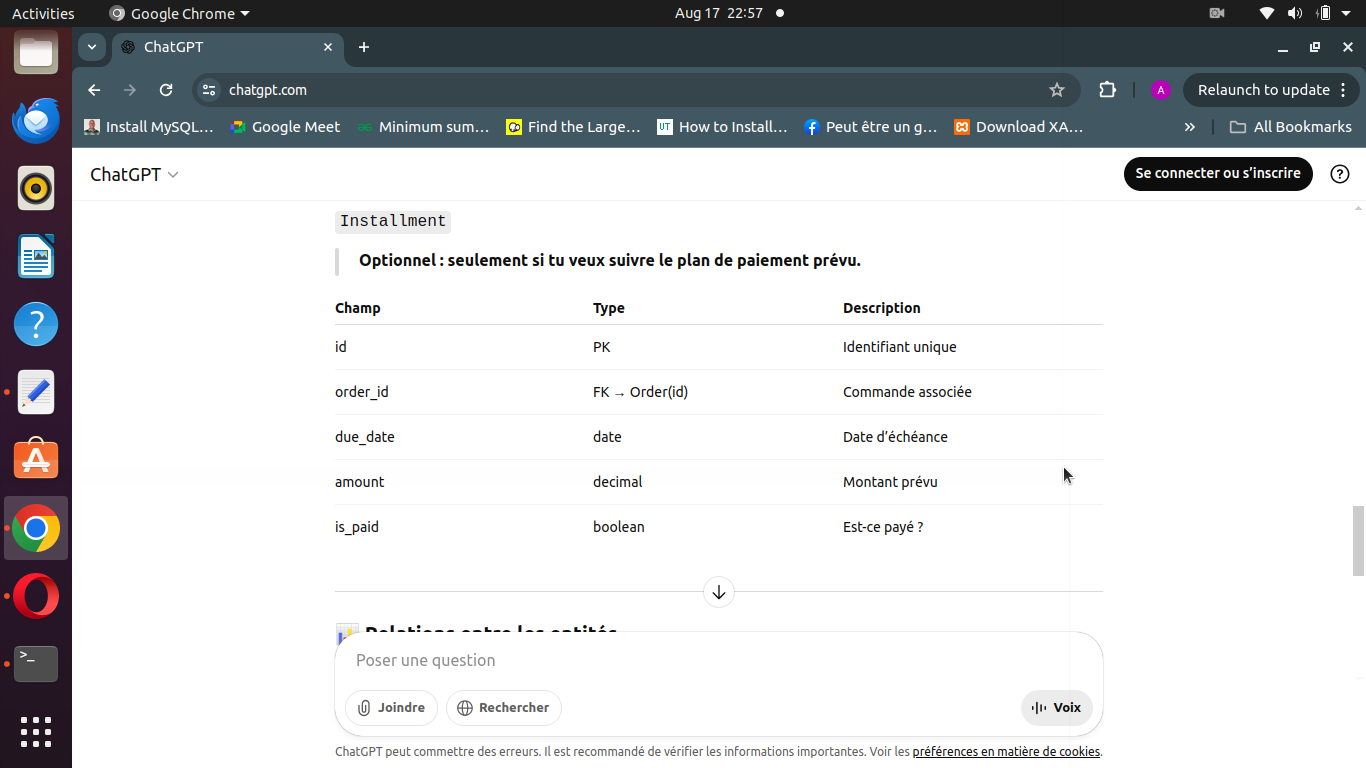 Activities Google Chrome Aug 17 22:57
ChatGPT
chatgpt.com A Relaunch to update
Install MySQL… Google Meet Minimum sum… Find the Large… UT How to Install… Peut être un g… Download XA… » All Bookmarks
ChatGPT Se connecter ou s’inscrire ?
Installment
Optionnel : seulement si tu veux suivre le plan de paiement prévu.
Champ Type Description
id PK Identifiant unique
order_id FK → Order(id) Commande associée
due_date date Date d’échéance
amount decimal Montant prévu
is_paid boolean Est-ce payé ?
Relations entre les entités
Poser une question
Joindre Rechercher Voix
ChatGPT peut commettre des erreurs. Il est recommandé de vérifier les informations importantes. Voir les préférences en matière de cookies.